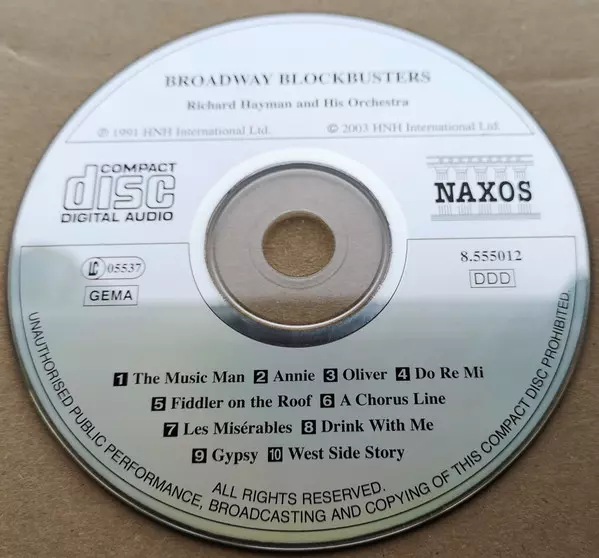 BROADWAY BLOCKBUSTERS
Richard Hayman and His Orchestra
℗ 1991 HNH International Ltd. © 2003 HNH International Ltd.
COMPACT
disc
DIGITAL AUDIO
NAXOS
LC 05537
GEMA
8.555012
DDD
1 The Music Man 2 Annie 3 Oliver 4 Do Re Mi
5 Fiddler on the Roof 6 A Chorus Line
7 Les Misérables 8 Drink With Me
9 Gypsy 10 West Side Story
ALL RIGHTS RESERVED.
UNAUTHORISED PUBLIC PERFORMANCE, BROADCASTING AND COPYING OF THIS COMPACT DISC PROHIBITED.